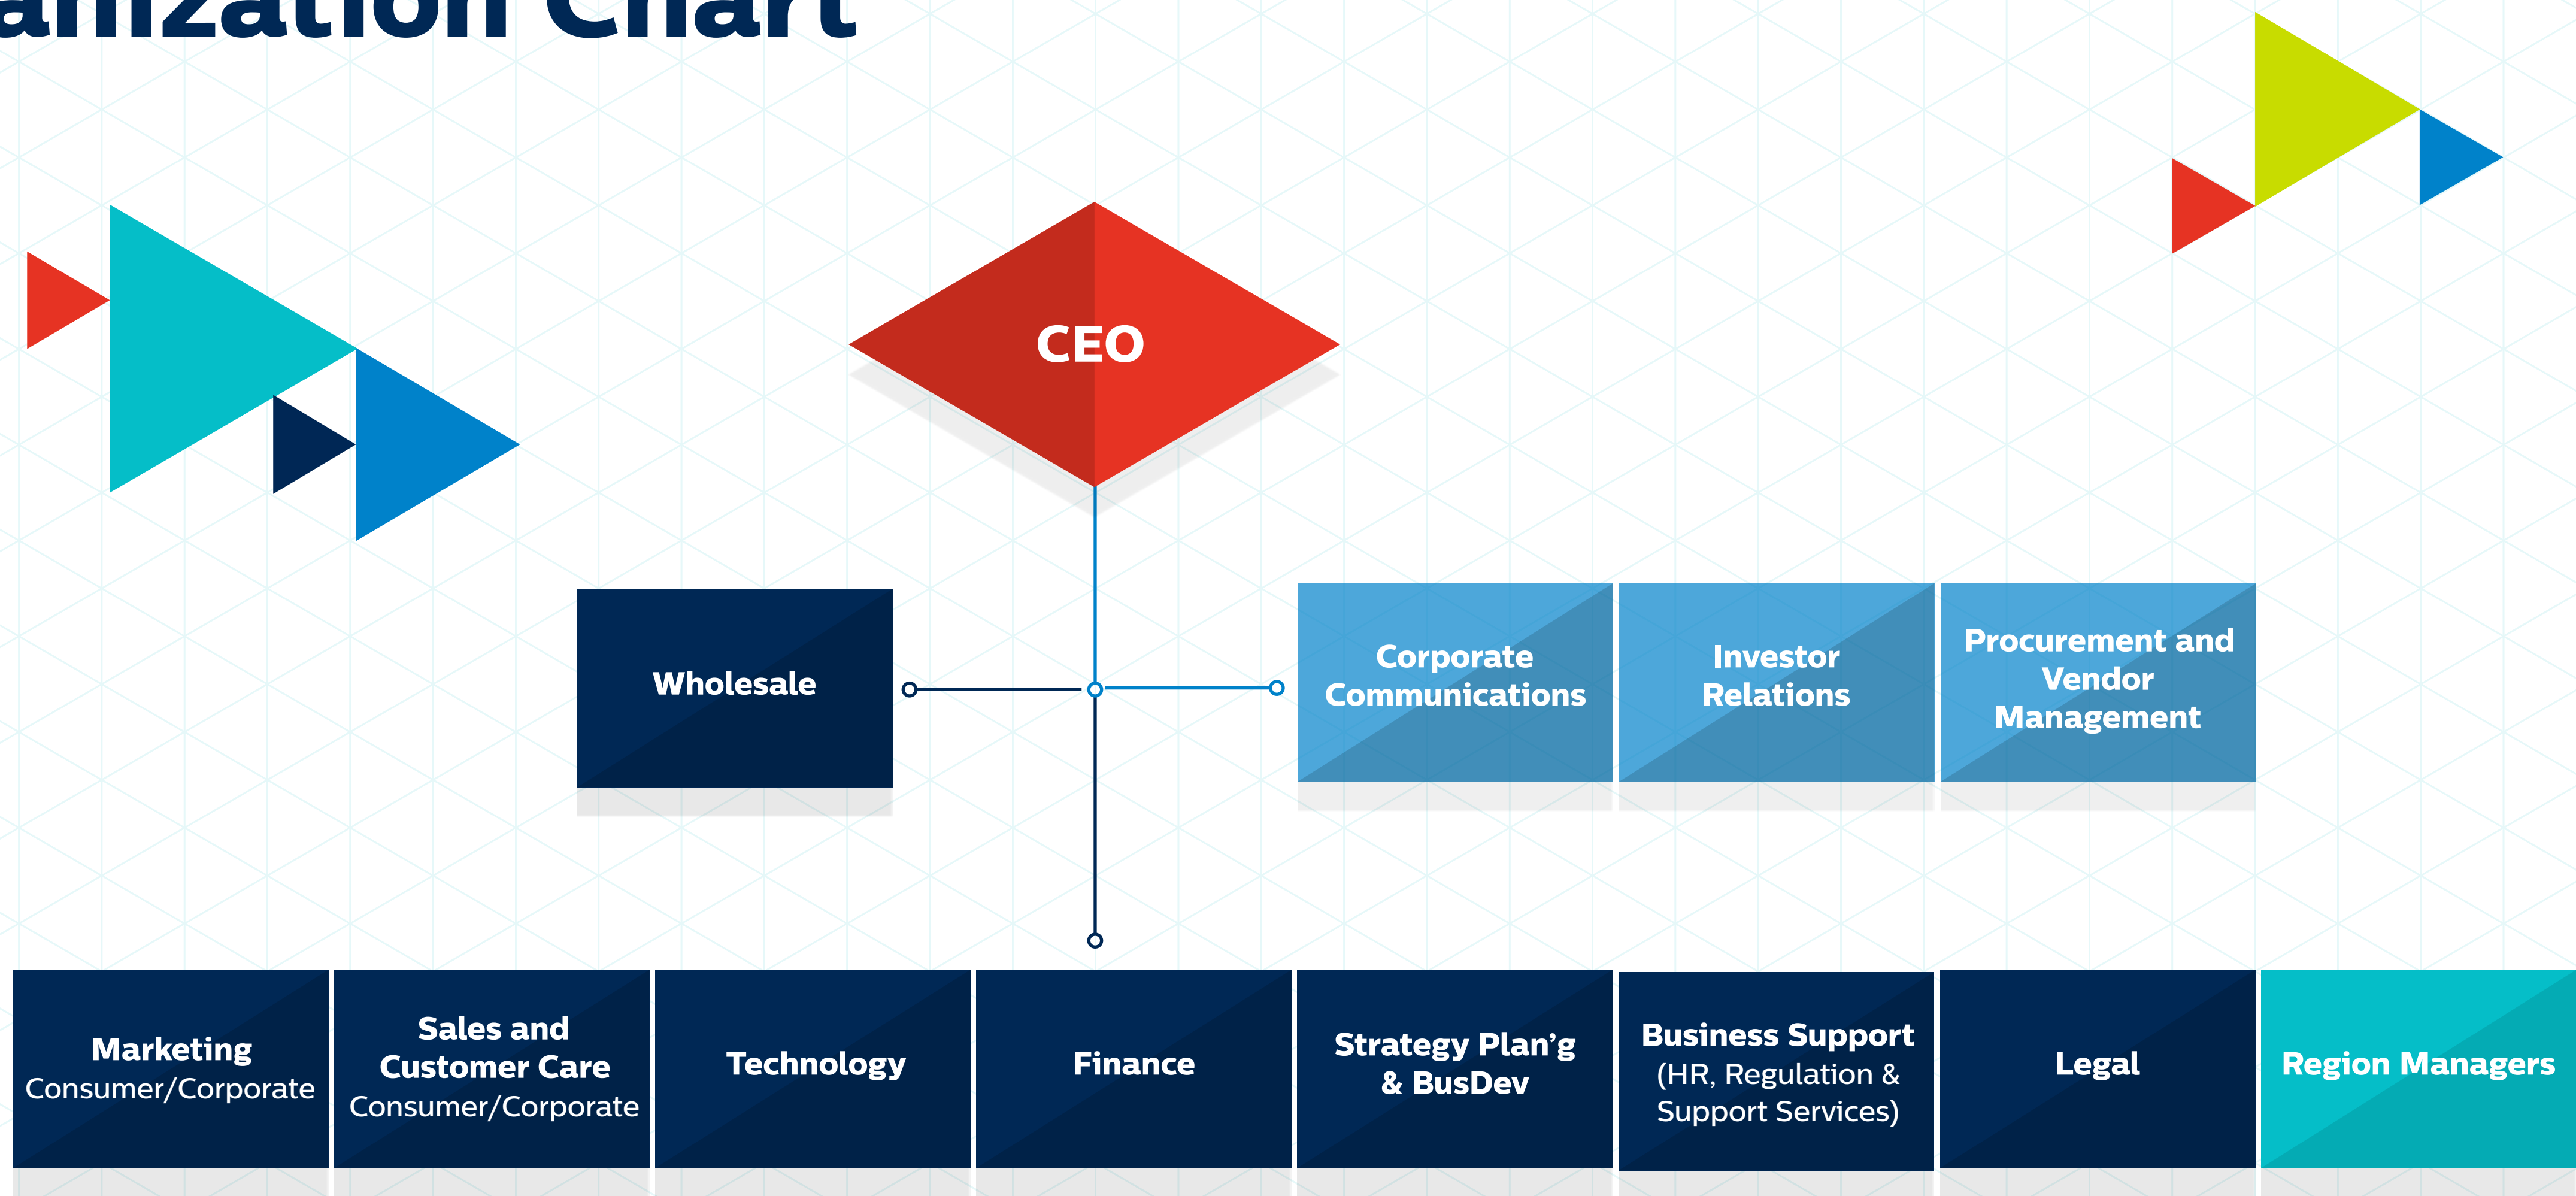 anization Chart
CEO
Wholesale
Corporate
Communications
Investor
Relations
Procurement and
Vendor
Management
Marketing
Consumer/Corporate
Sales and
Customer Care
Consumer/Corporate
Technology
Finance
Strategy Plan’g
& BusDev
Business Support
(HR, Regulation &
Support Services)
Legal
Region Managers